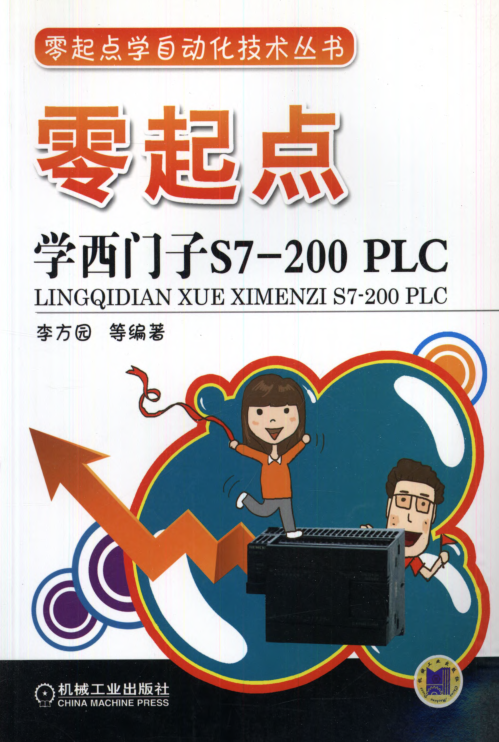 零起点学自动化技术丛书
零起点
学西门子S7-200 PLC
LINGQIDIAN XUE XIMENZI S7-200 PLC
李方园 等编著
机械工业出版社
CHINA MACHINE PRESS